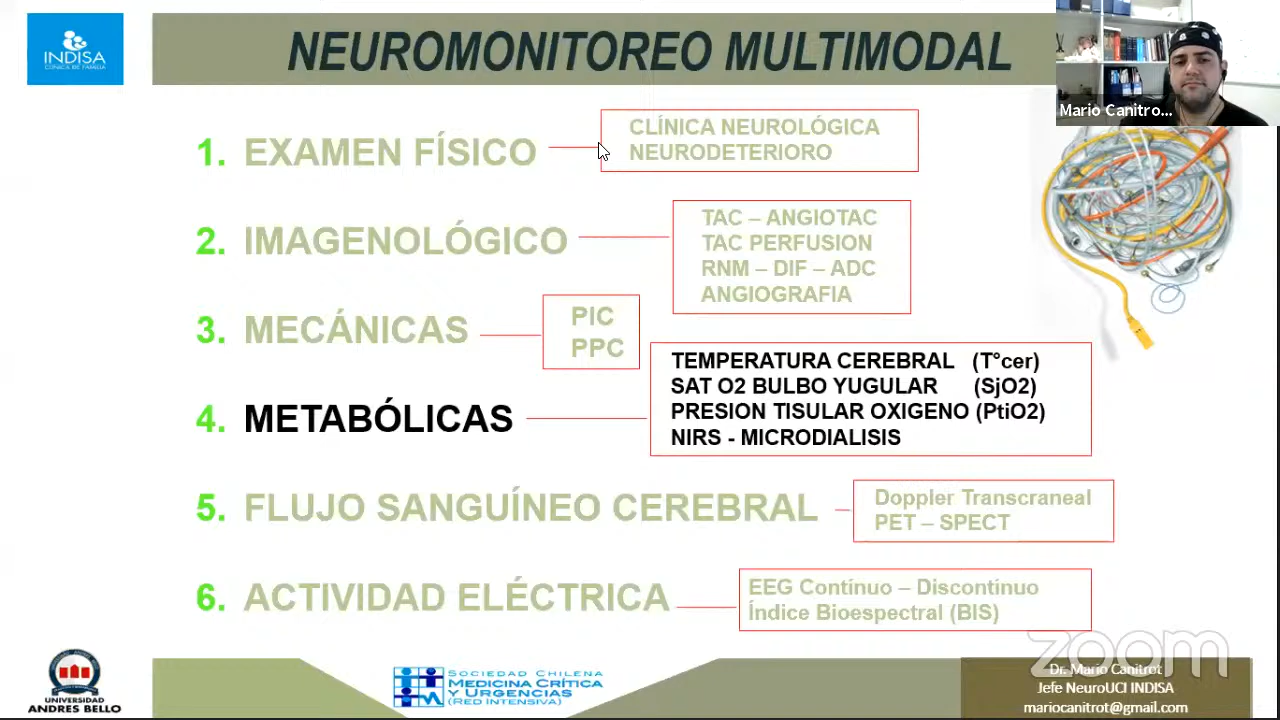 INDISA
CLÍNICA DE FAMILIA
NEUROMONITOREO MULTIMODAL
Mario Canitro...
1. EXAMEN FÍSICO
CLÍNICA NEUROLÓGICA
NEURODETERIORO
2. IMAGENOLÓGICO
TAC – ANGIOTAC
TAC PERFUSION
RNM – DIF – ADC
ANGIOGRAFIA
3. MECÁNICAS
PIC
PPC
4. METABÓLICAS
TEMPERATURA CEREBRAL (T°cer)
SAT O2 BULBO YUGULAR (SjO2)
PRESION TISULAR OXIGENO (PtiO2)
NIRS - MICRODIALISIS
5. FLUJO SANGUÍNEO CEREBRAL
Doppler Transcraneal
PET – SPECT
6. ACTIVIDAD ELÉCTRICA
EEG Contínuo – Discontínuo
Índice Bioespectral (BIS)
zoom
UNIVERSIDAD
ANDRES BELLO
SOCIEDAD CHILENA
MEDICINA CRÍTICA
Y URGENCIAS
(RED INTENSIVA)
Dr. Mario Canitrot
Jefe NeuroUCI INDISA
mariocanitrot@gmail.com